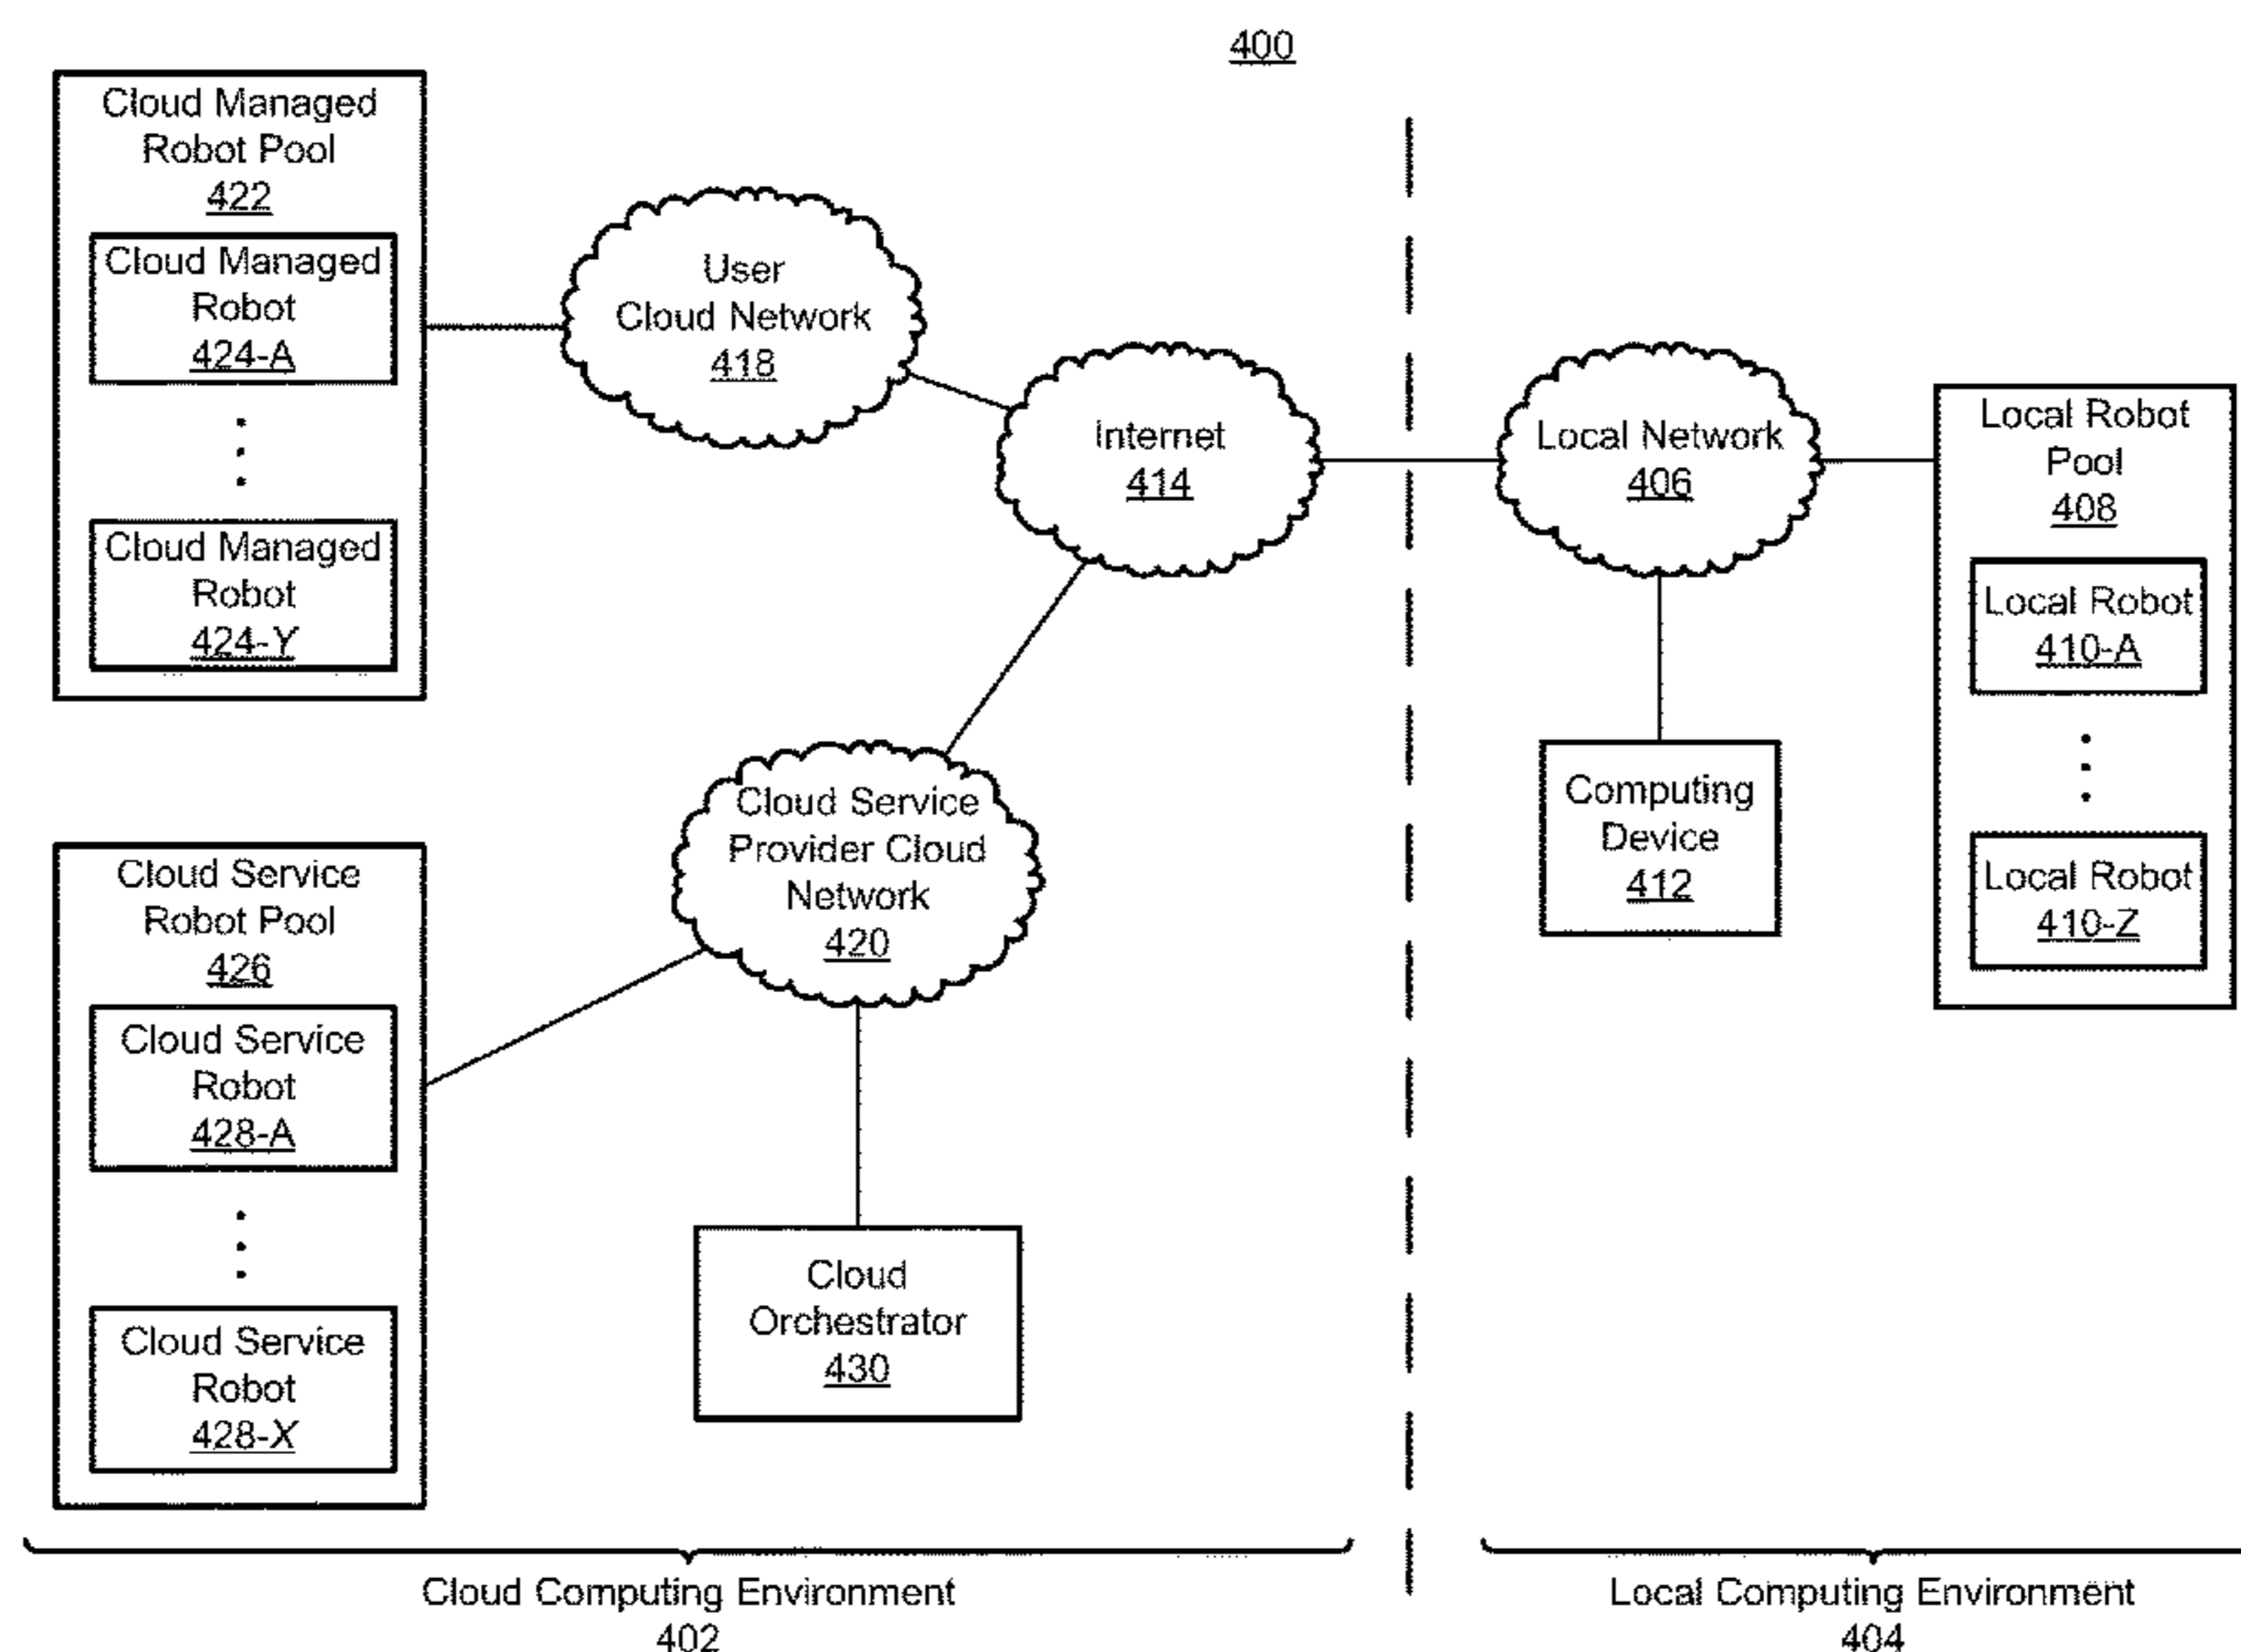 400
Cloud Managed
Robot Pool
422
Cloud Managed
Robot
424-A
Cloud Managed
Robot
424-Y
User
Cloud Network
418
Internet
414
Local Network
406
Local Robot
Pool
408
Local Robot
410-A
Local Robot
410-Z
Computing
Device
412
Cloud Service
Provider Cloud
Network
420
Cloud Service
Robot Pool
426
Cloud Service
Robot
428-A
Cloud Service
Robot
428-X
Cloud
Orchestrator
430
Cloud Computing Environment
402
Local Computing Environment
404